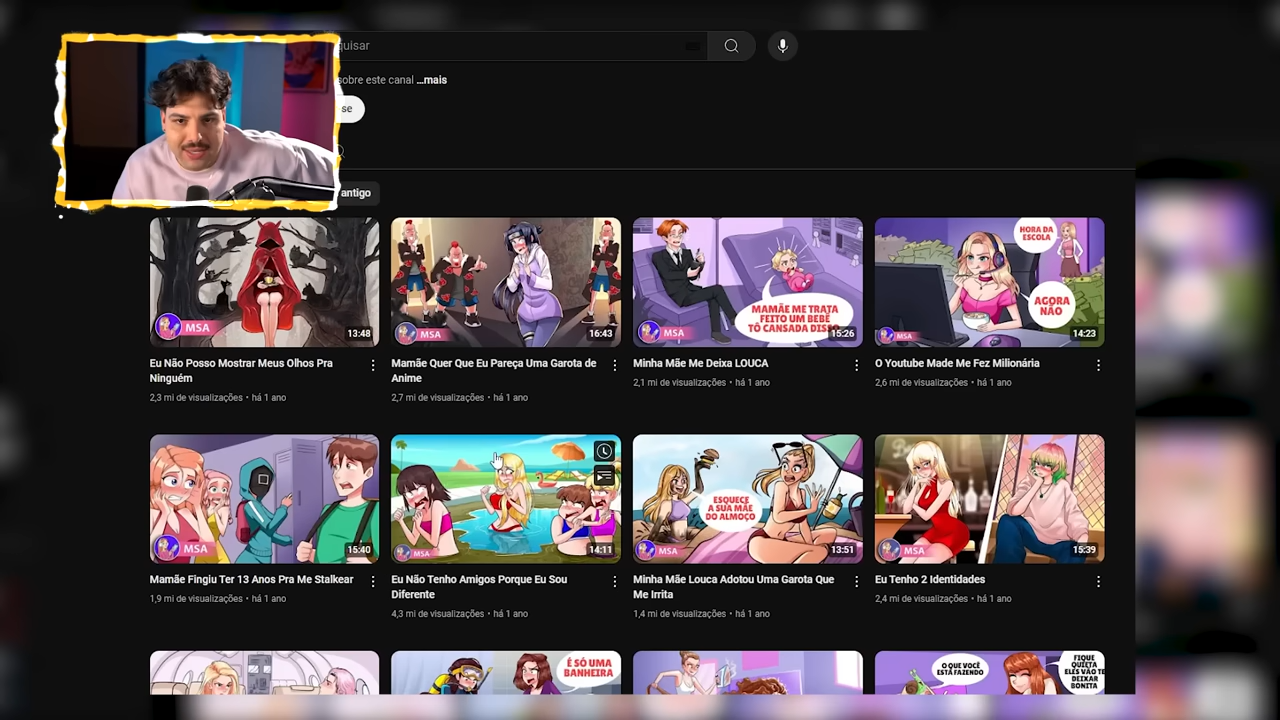 quisar
sobre este canal ...mais
se
antigo
MSA
13:48
MSA
16:43
MAMÃE ME TRATA
FEITO UM BEBÊ
TÔ CANSADA DISSO
MSA
15:26
HORA DA
ESCOLA
AGORA
NÃO
MSA
14:23
Eu Não Posso Mostrar Meus Olhos Pra
Ninguém
2,3 mi de visualizações • há 1 ano
Mamãe Quer Que Eu Pareça Uma Garota de
Anime
2,7 mi de visualizações • há 1 ano
Minha Mãe Me Deixa LOUCA
2,1 mi de visualizações • há 1 ano
O Youtube Made Me Fez Milionária
2,6 mi de visualizações • há 1 ano
MSA
15:40
MSA
14:11
ESQUECE
A SUA MÃE
DO ALMOÇO
MSA
13:51
MSA
15:39
Mamãe Fingiu Ter 13 Anos Pra Me Stalkear
1,9 mi de visualizações • há 1 ano
Eu Não Tenho Amigos Porque Eu Sou
Diferente
4,3 mi de visualizações • há 1 ano
Minha Mãe Louca Adotou Uma Garota Que
Me Irrita
1,4 mi de visualizações • há 1 ano
Eu Tenho 2 Identidades
2,4 mi de visualizações • há 1 ano
É SÓ UMA
BANHEIRA
O QUE VOCÊ
ESTÁ FAZENDO
FIQUE
QUIETA
ELES VÃO TE
DEIXAR
BONITA